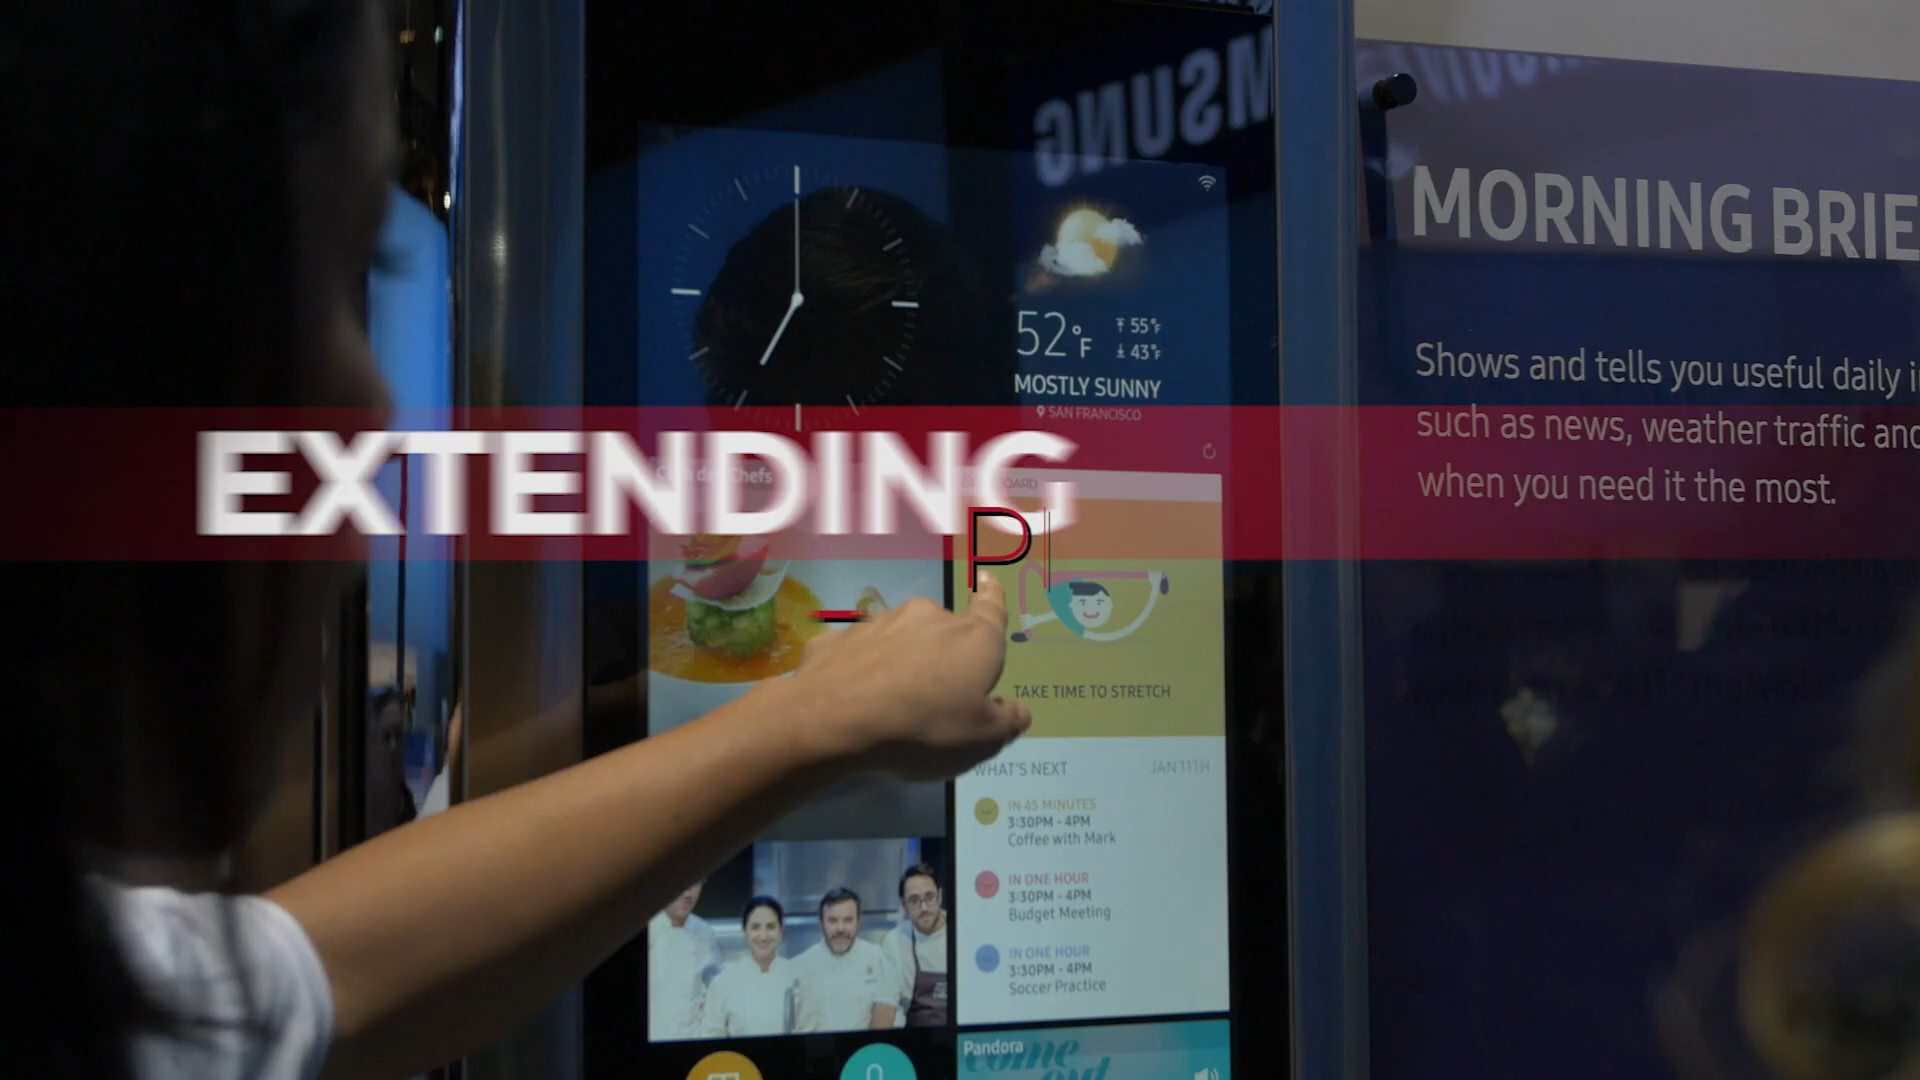 MORNING BRIE
Shows and tells you useful daily
such as news, weather traffic and
when you need it the most.
52°F
55°F
43°F
MOSTLY SUNNY
SAN FRANCISCO
EXTENDING
Chefs
TAKE TIME TO STRETCH
WHAT'S NEXT JAN 11TH
IN 45 MINUTES
3:30PM - 4PM
Coffee with Mark
IN ONE HOUR
3:30PM - 4PM
Budget Meeting
IN ONE HOUR
3:30PM - 4PM
Soccer Practice
Pandora
come
out